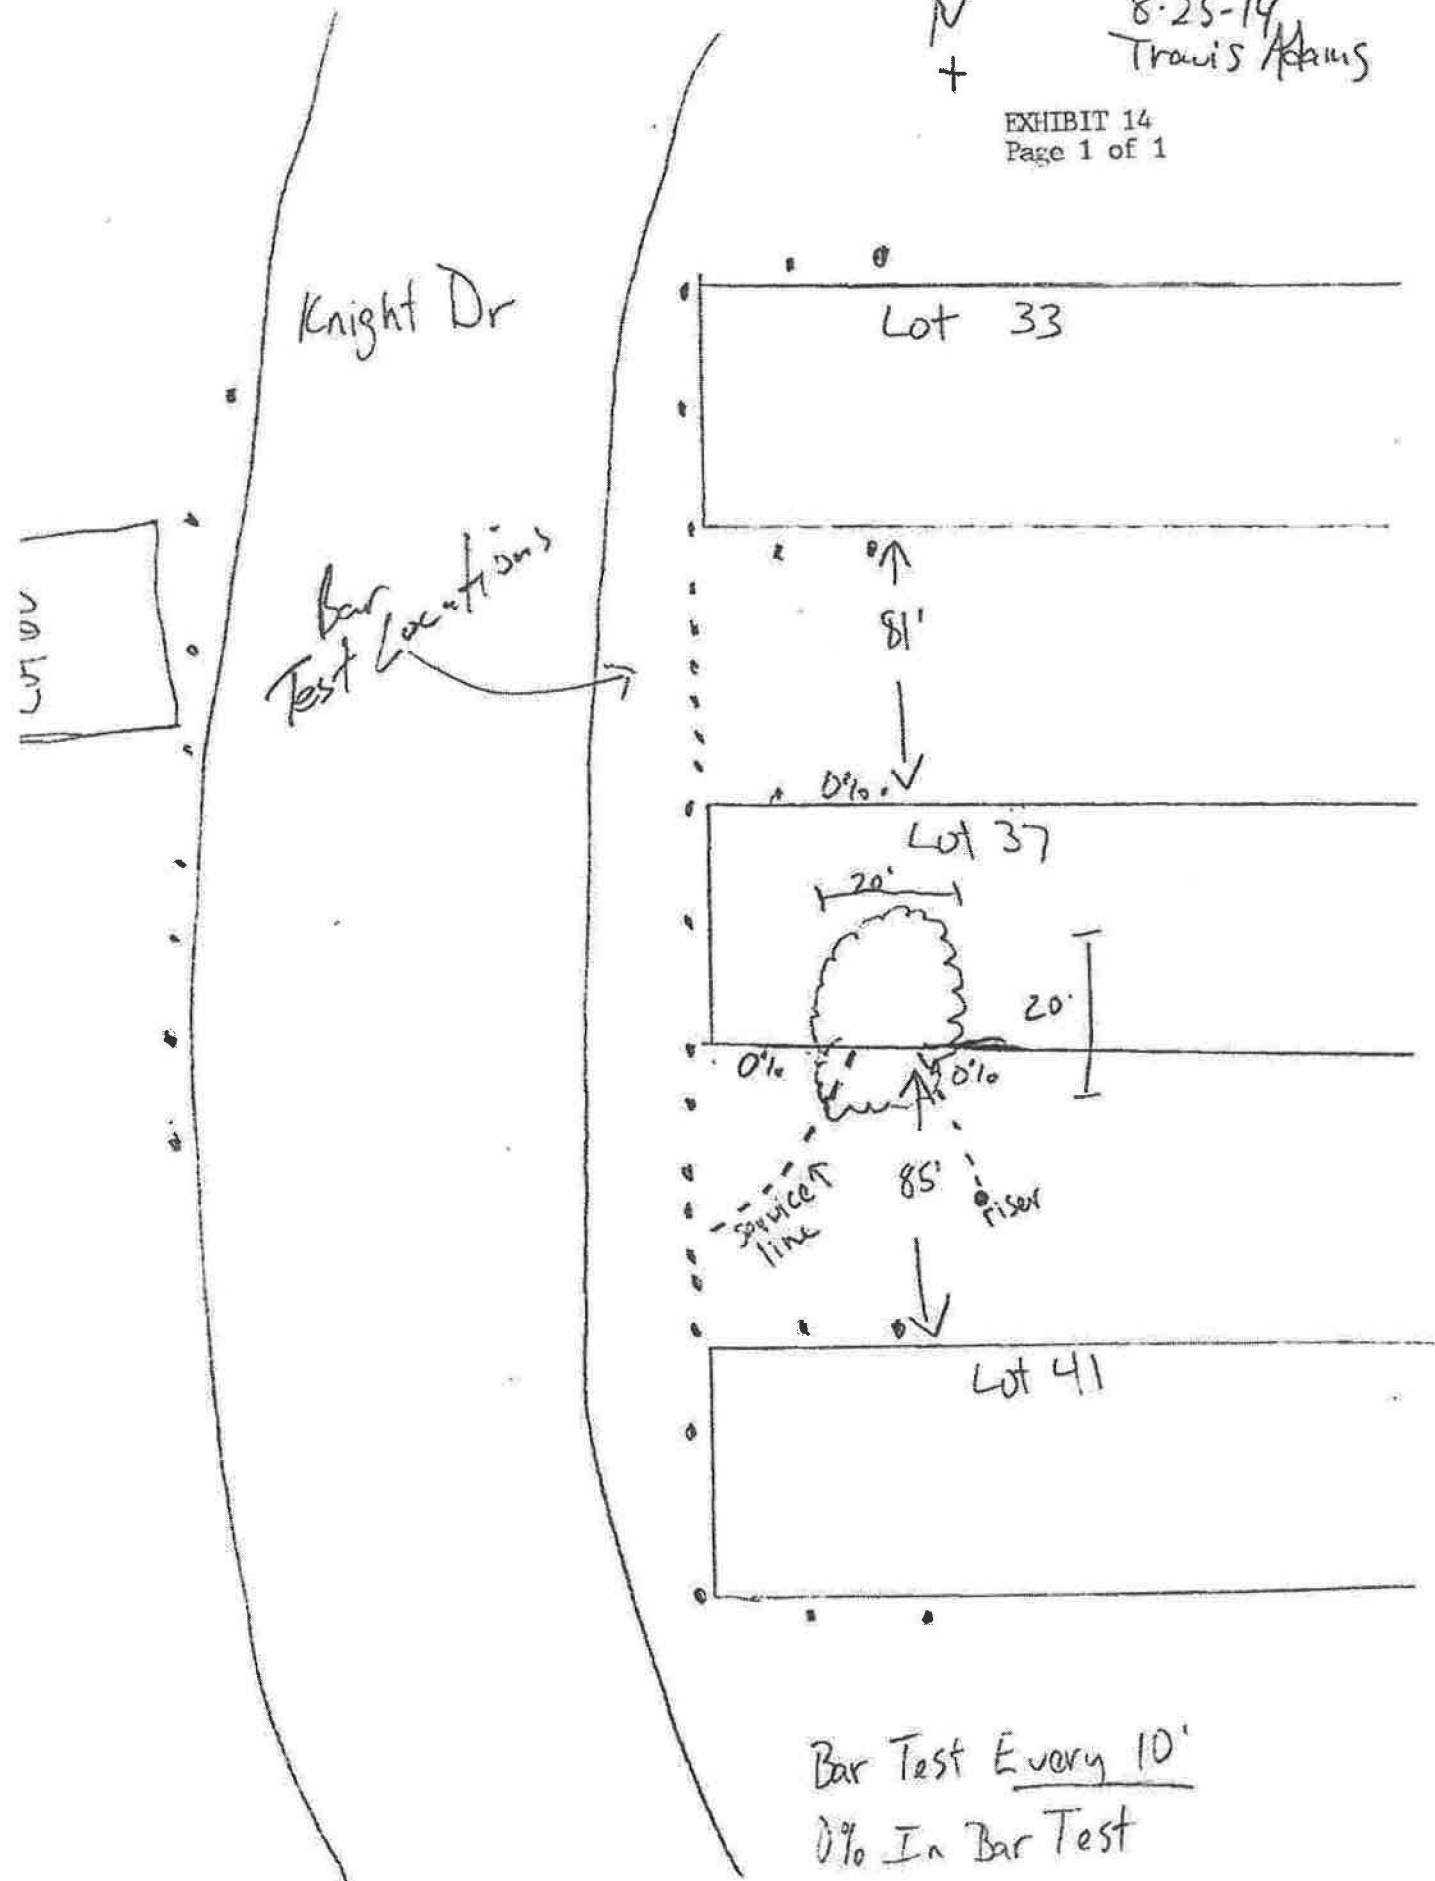 N
+
8-25-14
Travis Adams
EXHIBIT 14
Page 1 of 1
Knight Dr
Lot 33
Bar
Test Locations
81'
0%
Lot 37
20'
20'
0%
0%
85'
service
line
riser
Lot 41
Bar Test Every 10'
0% In Bar Test